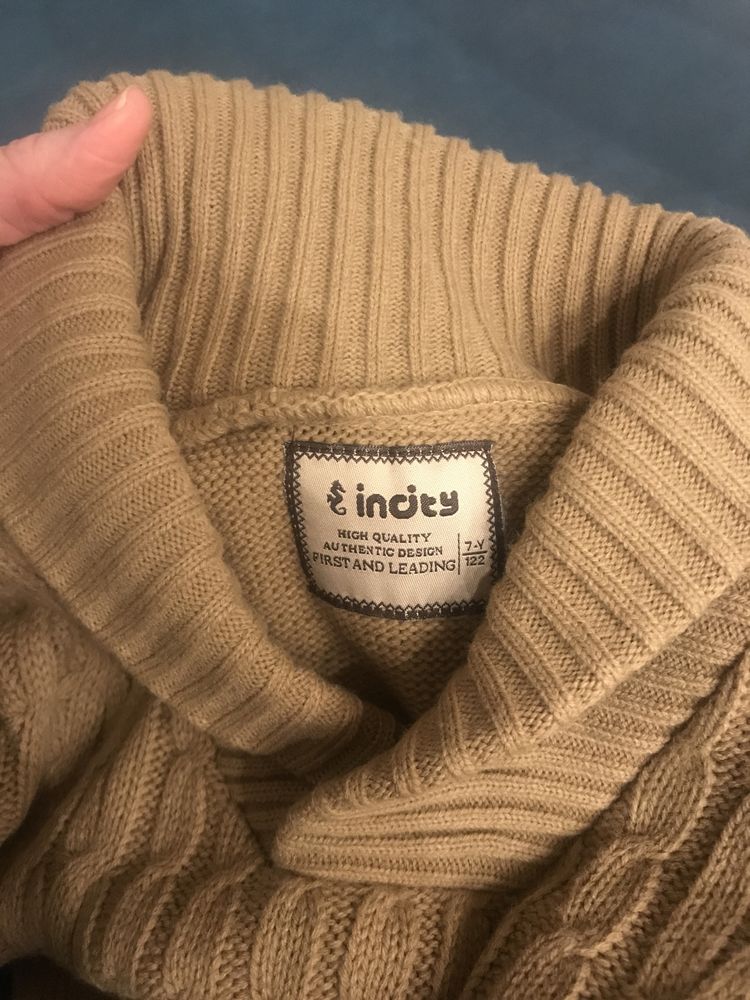 incity
HIGH QUALITY
AUTHENTIC DESIGN
FIRST AND LEADING
7-Y
122